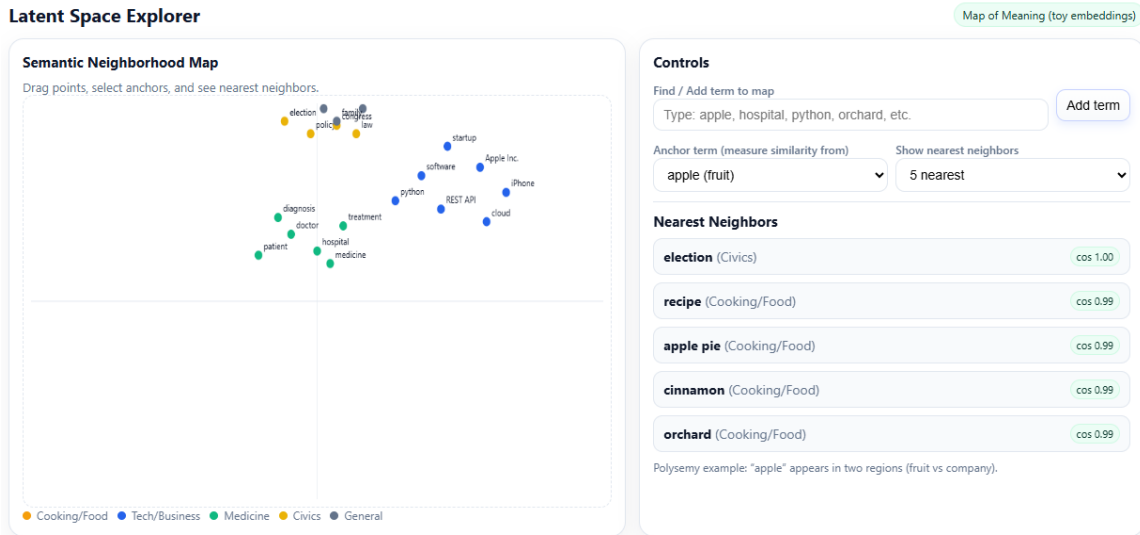 Latent Space Explorer
Map of Meaning (toy embeddings)
Semantic Neighborhood Map
Drag points, select anchors, and see nearest neighbors.
election
family
congress
policy
law
startup
software
Apple Inc.
python
iPhone
REST API
cloud
diagnosis
treatment
doctor
hospital
patient
medicine
Cooking/Food
Tech/Business
Medicine
Civics
General
Controls
Find / Add term to map
Type: apple, hospital, python, orchard, etc.
Add term
Anchor term (measure similarity from)
Show nearest neighbors
apple (fruit)
5 nearest
Nearest Neighbors
election (Civics)
cos 1.00
recipe (Cooking/Food)
cos 0.99
apple pie (Cooking/Food)
cos 0.99
cinnamon (Cooking/Food)
cos 0.99
orchard (Cooking/Food)
cos 0.99
Polysemy example: “apple” appears in two regions (fruit vs company).